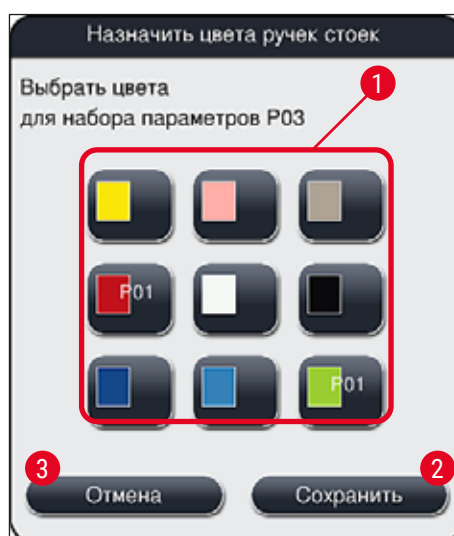 Назначить цвета ручек стоек
Выбрать цвета
1
для набора параметров P03
P01
P01
3
2
Отмена
Сохранить